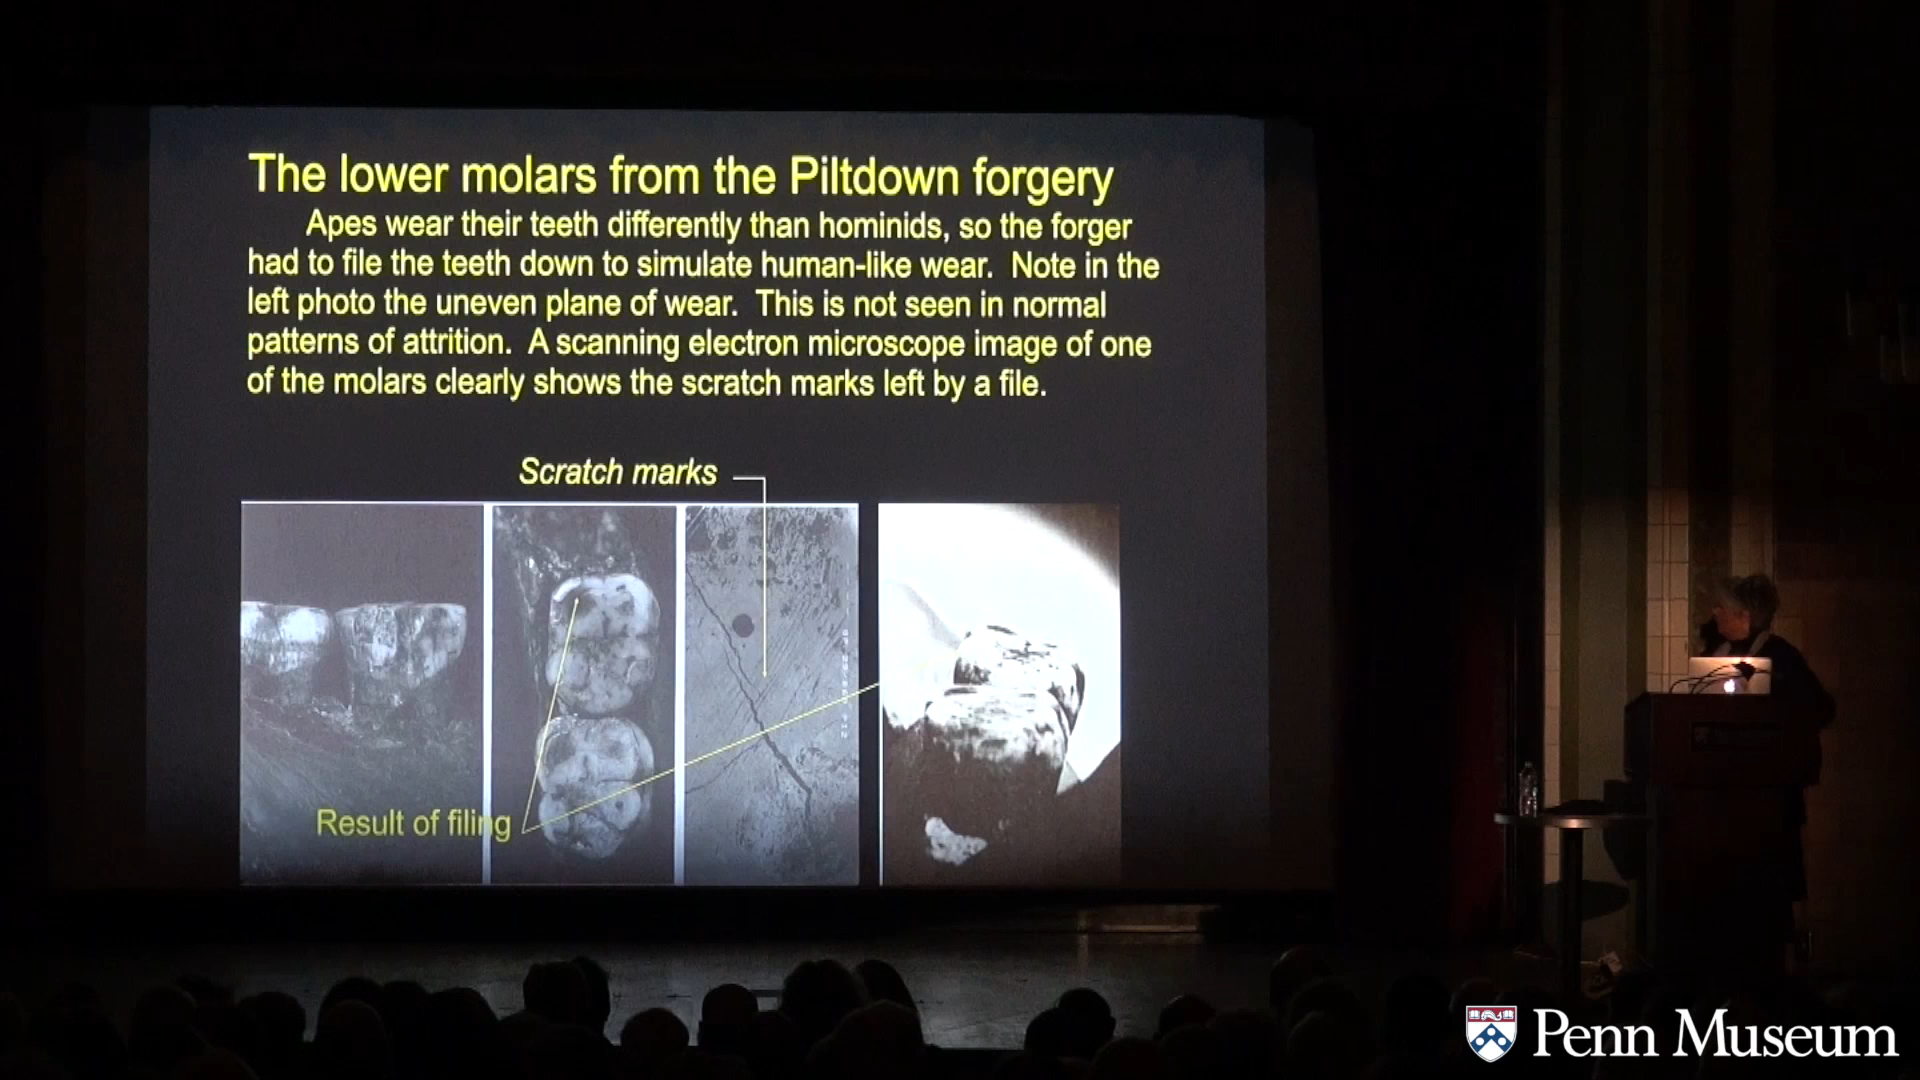 The lower molars from the Piltdown forgery
Apes wear their teeth differently than hominids, so the forger
had to file the teeth down to simulate human-like wear. Note in the
left photo the uneven plane of wear. This is not seen in normal
patterns of attrition. A scanning electron microscope image of one
of the molars clearly shows the scratch marks left by a file.
Scratch marks
Result of filing
Penn Museum